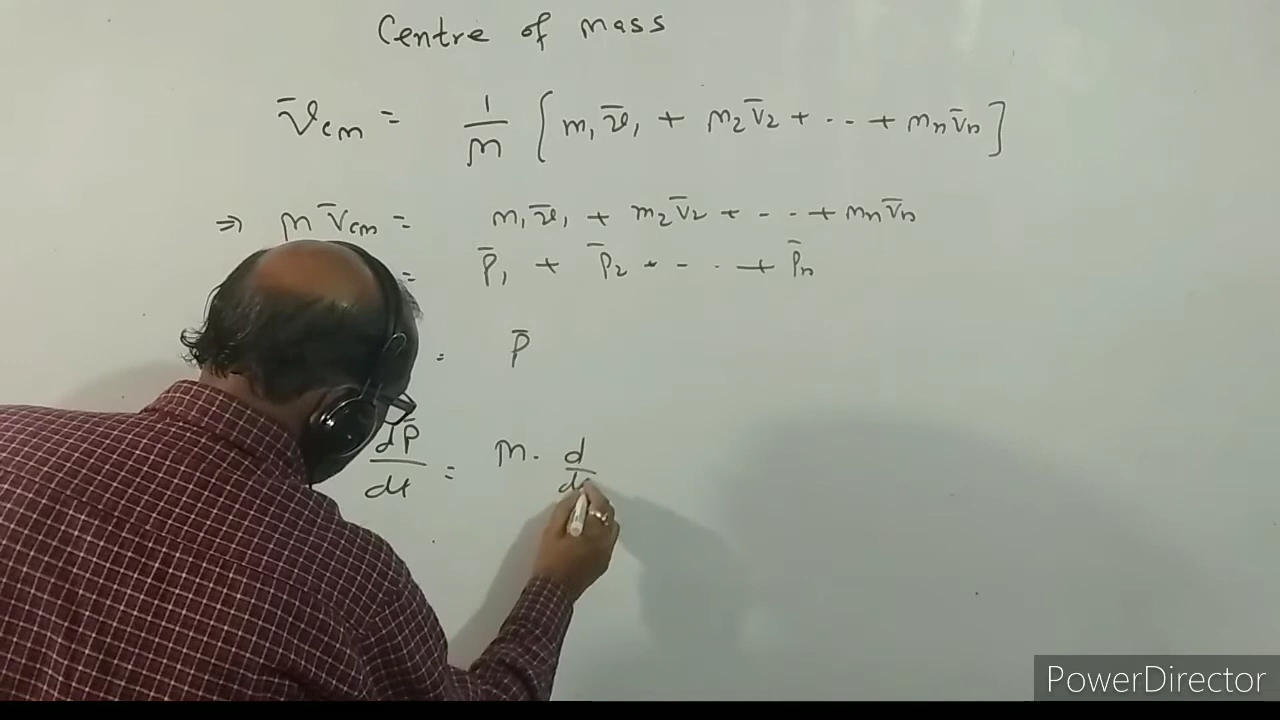 Centre of mass
v̄cm = 1/M [m₁v̄₁ + m₂v̄₂ + ... + mₙv̄ₙ]
⇒ M v̄cm = m₁v̄₁ + m₂v̄₂ + ... + mₙv̄ₙ
= p̄₁ + p̄₂ + ... + p̄ₙ
= P̄
dP̄/dt = M. d/dt
PowerDirector